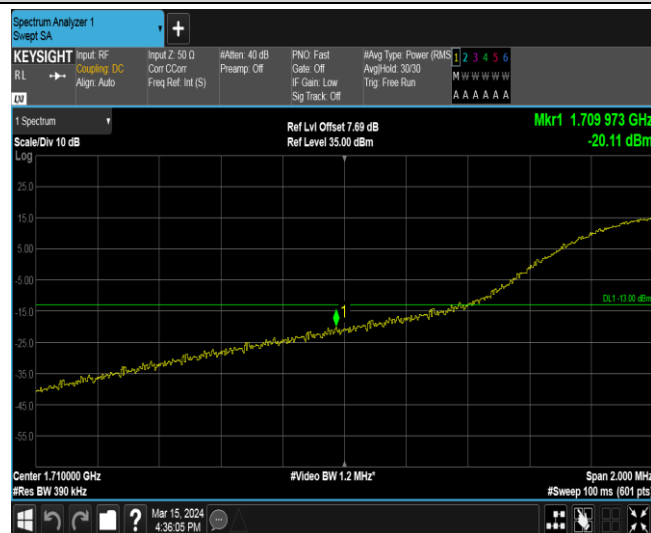 Spectrum Analyzer 1
Swept SA
+
KEYSIGHT
RL
LXI
Input: RF
Coupling: DC
Align: Auto
Input Z: 50 Ω
Corr CCorr
Freq Ref: Int (S)
#Atten: 40 dB
Preamp: Off
PNO: Fast
Gate: Off
IF Gain: Low
Sig Track: Off
#Avg Type: Power (RMS
Avg|Hold: 30/30
Trig: Free Run
1 2 3 4 5 6
M W W W W W
A A A A A A
1 Spectrum
Scale/Div 10 dB
Log
Ref Lvl Offset 7.69 dB
Ref Level 35.00 dBm
Mkr1 1.709 973 GHz
-20.11 dBm
25.0
15.0
5.00
-5.00
-15.0
-25.0
-35.0
-45.0
-55.0
1
DL1 -13.00 dBm
Center 1.710000 GHz
#Res BW 390 kHz
#Video BW 1.2 MHz*
Span 2.000 MHz
#Sweep 100 ms (601 pts)
?
Mar 15, 2024
4:36:05 PM